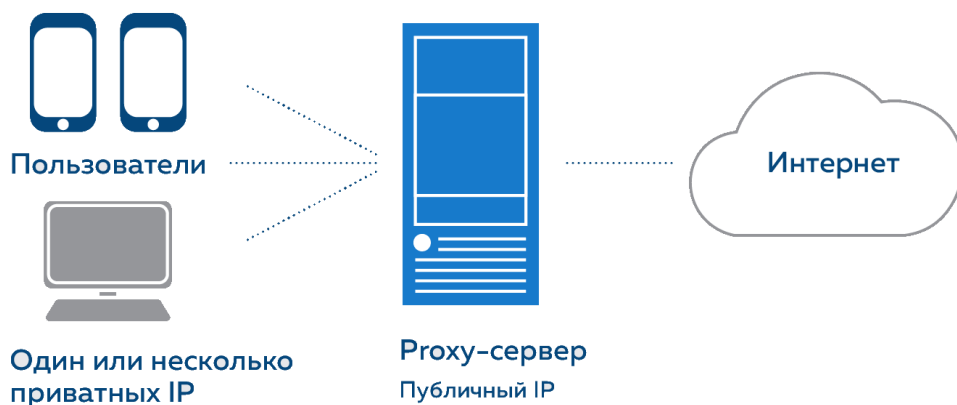 Пользователи
Один или несколько
приватных IP
Proxy-сервер
Публичный IP
Интернет